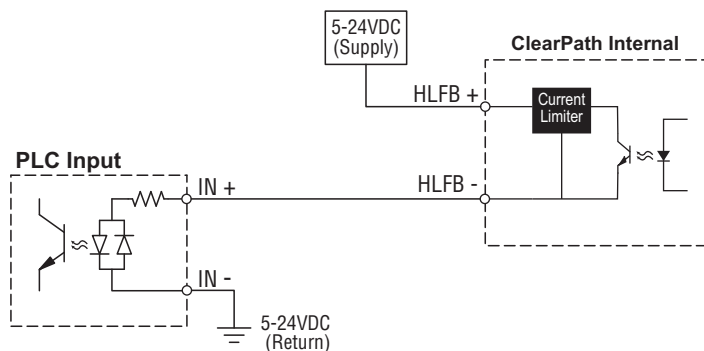 5-24VDC
(Supply)
ClearPath Internal
HLFB +
Current
Limiter
PLC Input
IN +
HLFB -
IN -
5-24VDC
(Return)